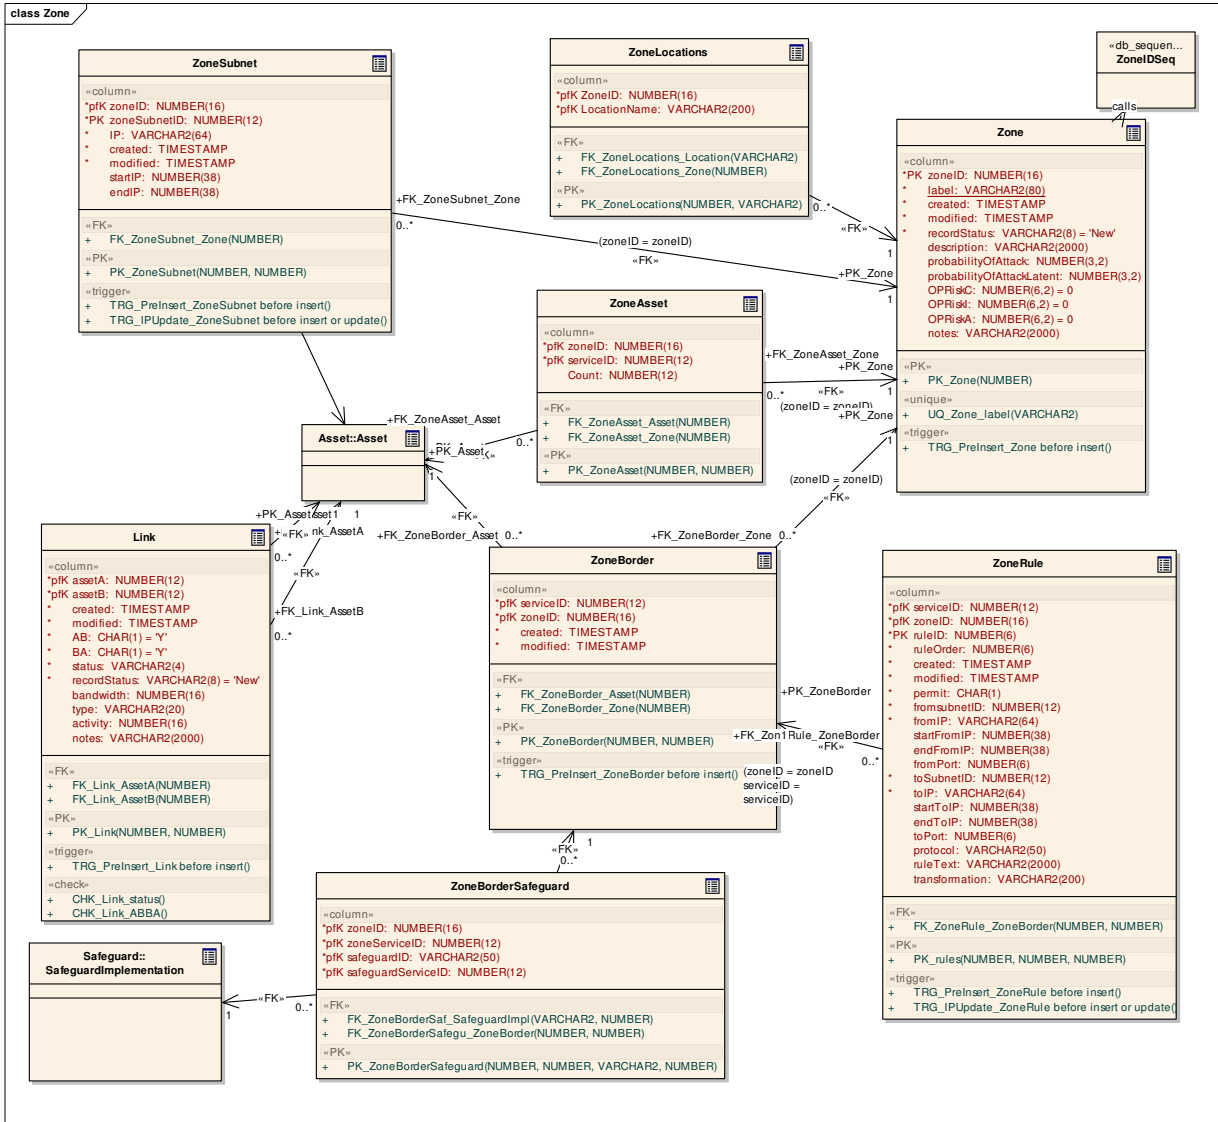 class Zone
ZoneSubnet
«column»
*pfK zoneID: NUMBER(16)
*PK zoneSubnetID: NUMBER(12)
* IP: VARCHAR2(64)
* created: TIMESTAMP
* modified: TIMESTAMP
startIP: NUMBER(38)
endIP: NUMBER(38)
«FK»
+ FK_ZoneSubnet_Zone(NUMBER)
«PK»
+ PK_ZoneSubnet(NUMBER, NUMBER)
«trigger»
+ TRG_PreInsert_ZoneSubnet before insert()
+ TRG_IPUpdate_ZoneSubnet before insert or update()
ZoneLocations
«column»
*pfK ZoneID: NUMBER(16)
*pfK LocationName: VARCHAR2(200)
«FK»
+ FK_ZoneLocations_Location(VARCHAR2)
+ FK_ZoneLocations_Zone(NUMBER)
«PK»
+ PK_ZoneLocations(NUMBER, VARCHAR2)
«db_sequen...
ZoneIDSeq
calls
Zone
«column»
*PK zoneID: NUMBER(16)
* label: VARCHAR2(80)
* created: TIMESTAMP
* modified: TIMESTAMP
* recordStatus: VARCHAR2(8) = 'New'
description: VARCHAR2(2000)
probabilityOfAttack: NUMBER(3,2)
probabilityOfAttackLatent: NUMBER(3,2)
OPRiskC: NUMBER(6,2) = 0
OPRiskI: NUMBER(6,2) = 0
OPRiskA: NUMBER(6,2) = 0
notes: VARCHAR2(2000)
«PK»
+ PK_Zone(NUMBER)
«unique»
+ UQ_Zone_label(VARCHAR2)
«trigger»
+ TRG_PreInsert_Zone before insert()
+FK_ZoneSubnet_Zone
0..*
(zoneID = zoneID)
«FK»
+PK_Zone
1
0..*
«FK»
1
ZoneAsset
«column»
*pfK zoneID: NUMBER(16)
*pfK serviceID: NUMBER(12)
Count: NUMBER(12)
«FK»
+ FK_ZoneAsset_Asset(NUMBER)
+ FK_ZoneAsset_Zone(NUMBER)
«PK»
+ PK_ZoneAsset(NUMBER, NUMBER)
+FK_ZoneAsset_Zone
+PK_Zone
«FK»
1
0..*
(zoneID = zoneID)
+PK_Zone
1
(zoneID = zoneID)
«FK»
+FK_ZoneBorder_Zone 0..*
+FK_ZoneAsset_Asset
0..*
+PK_Asset
1
Asset::Asset
«FK»
+FK_ZoneBorder_Asset 0..*
+PK_Asset
1
1
«FK»
nk_AssetA
0..*
«FK»
+FK_Link_AssetB
0..*
Link
«column»
*pfK assetA: NUMBER(12)
*pfK assetB: NUMBER(12)
* created: TIMESTAMP
* modified: TIMESTAMP
* AB: CHAR(1) = 'Y'
* BA: CHAR(1) = 'Y'
* status: VARCHAR2(4)
* recordStatus: VARCHAR2(8) = 'New'
bandwidth: NUMBER(16)
type: VARCHAR2(20)
activity: NUMBER(16)
notes: VARCHAR2(2000)
«FK»
+ FK_Link_AssetA(NUMBER)
+ FK_Link_AssetB(NUMBER)
«PK»
+ PK_Link(NUMBER, NUMBER)
«trigger»
+ TRG_PreInsert_Link before insert()
«check»
+ CHK_Link_status()
+ CHK_Link_ABBA()
ZoneBorder
«column»
*pfK serviceID: NUMBER(12)
*pfK zoneID: NUMBER(16)
* created: TIMESTAMP
* modified: TIMESTAMP
«FK»
+ FK_ZoneBorder_Asset(NUMBER)
+ FK_ZoneBorder_Zone(NUMBER)
«PK»
+ PK_ZoneBorder(NUMBER, NUMBER)
«trigger»
+ TRG_PreInsert_ZoneBorder before insert()
+PK_ZoneBorder
+FK_Zon1Rule_ZoneBorder
«FK»
0..*
(zoneID = zoneID
serviceID =
serviceID)
ZoneRule
«column»
*pfK serviceID: NUMBER(12)
*pfK zoneID: NUMBER(16)
*PK ruleID: NUMBER(6)
* ruleOrder: NUMBER(6)
* created: TIMESTAMP
* modified: TIMESTAMP
* permit: CHAR(1)
* fromsubnetID: NUMBER(12)
* fromIP: VARCHAR2(64)
startFromIP: NUMBER(38)
endFromIP: NUMBER(38)
fromPort: NUMBER(6)
* toSubnetID: NUMBER(12)
* toIP: VARCHAR2(64)
startToIP: NUMBER(38)
endToIP: NUMBER(38)
toPort: NUMBER(6)
protocol: VARCHAR2(50)
ruleText: VARCHAR2(2000)
transformation: VARCHAR2(200)
«FK»
+ FK_ZoneRule_ZoneBorder(NUMBER, NUMBER)
«PK»
+ PK_rules(NUMBER, NUMBER, NUMBER)
«trigger»
+ TRG_PreInsert_ZoneRule before insert()
+ TRG_IPUpdate_ZoneRule before insert or update()
«FK»
1
0..*
ZoneBorderSafeguard
«column»
*pfK zoneID: NUMBER(16)
*pfK zoneServiceID: NUMBER(12)
*pfK safeguardID: VARCHAR2(50)
*pfK safeguardServiceID: NUMBER(12)
«FK»
+ FK_ZoneBorderSaf_SafeguardImpl(VARCHAR2, NUMBER)
+ FK_ZoneBorderSafegu_ZoneBorder(NUMBER, NUMBER)
«PK»
+ PK_ZoneBorderSafeguard(NUMBER, NUMBER, VARCHAR2, NUMBER)
«FK»
0..*
1
Safeguard::
SafeguardImplementation